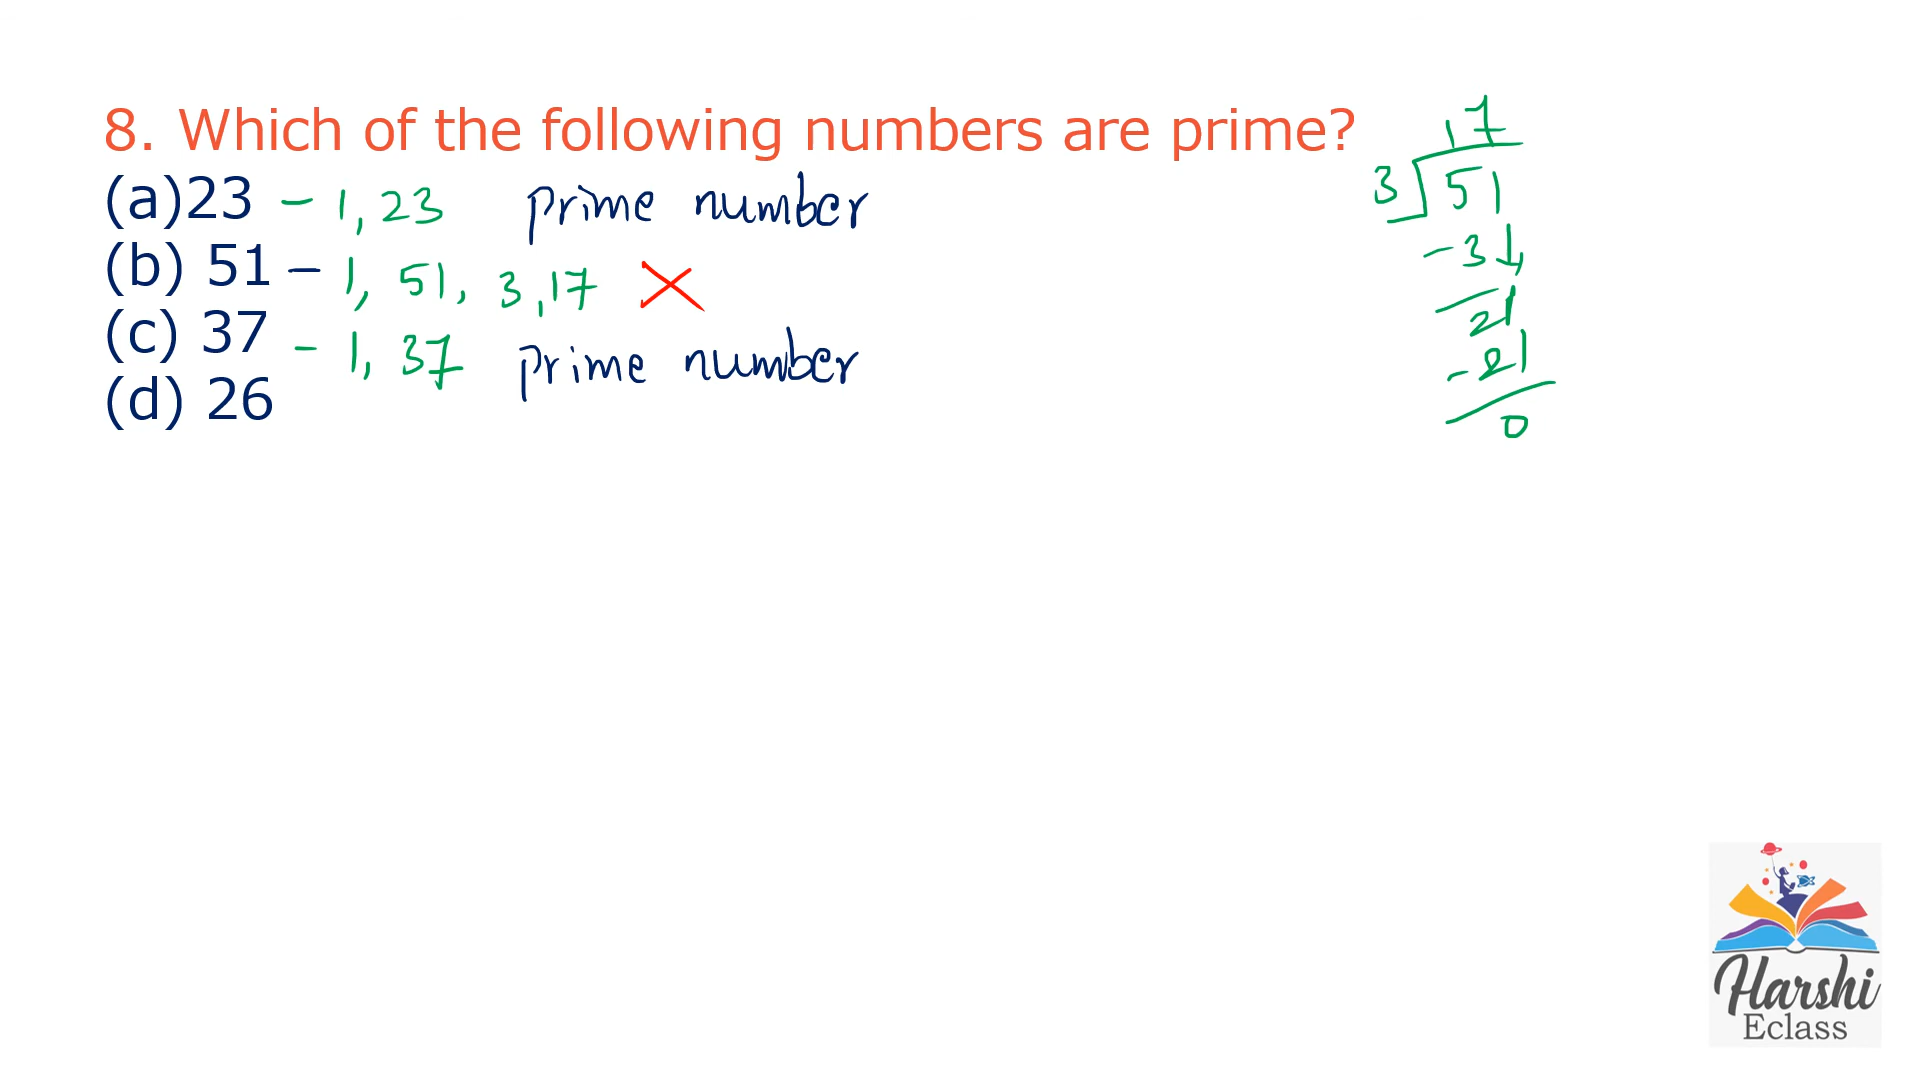 8. Which of the following numbers are prime?
(a)23 - 1, 23 prime number
(b) 51 - 1, 51, 3,17
(c) 37 - 1, 37 prime number
(d) 26
17
3 51
-3
21
-21
0
Harshi
Eclass